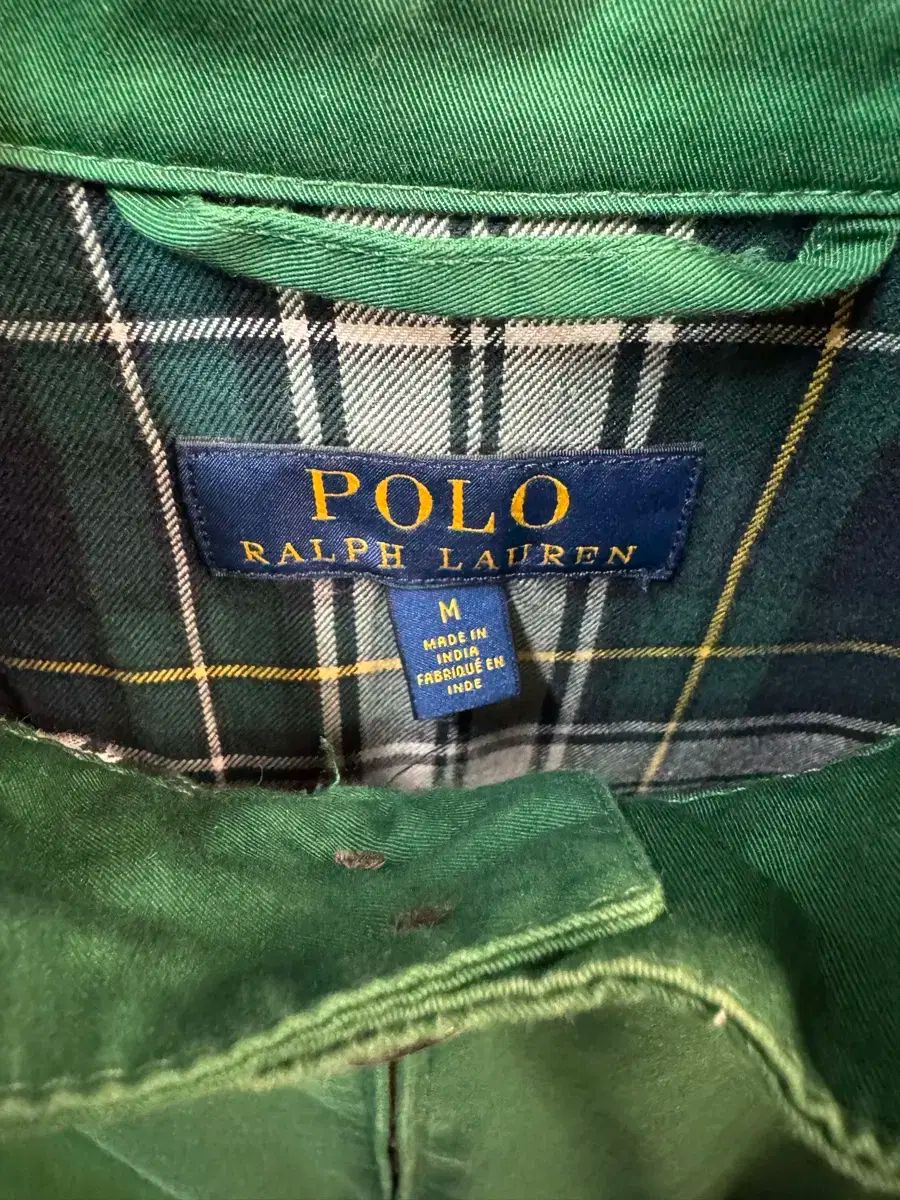 POLO
RALPH LAUREN
M
MADE IN
INDIA
FABRIQUÉ EN
INDE